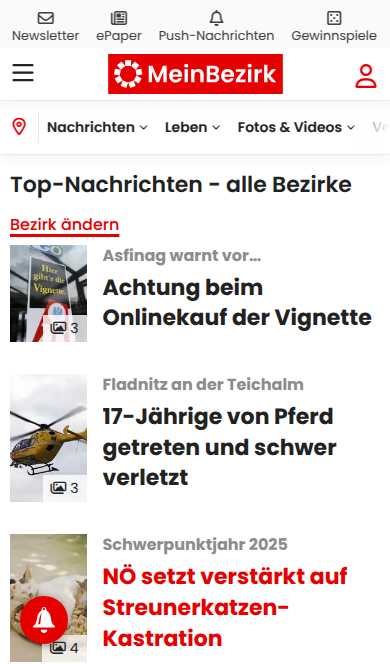 Newsletter ePaper Push-Nachrichten Gewinnspiele
MeinBezirk
Nachrichten Leben Fotos & Videos
Top-Nachrichten - alle Bezirke
Bezirk ändern
Asfinag warnt vor...
Hier
gibt's die
Vignette
3
Achtung beim
Onlinekauf der Vignette
Fladnitz an der Teichalm
17-Jährige von Pferd
getreten und schwer
verletzt
3
Schwerpunktjahr 2025
NÖ setzt verstärkt auf
Streunerkatzen-
Kastration
4